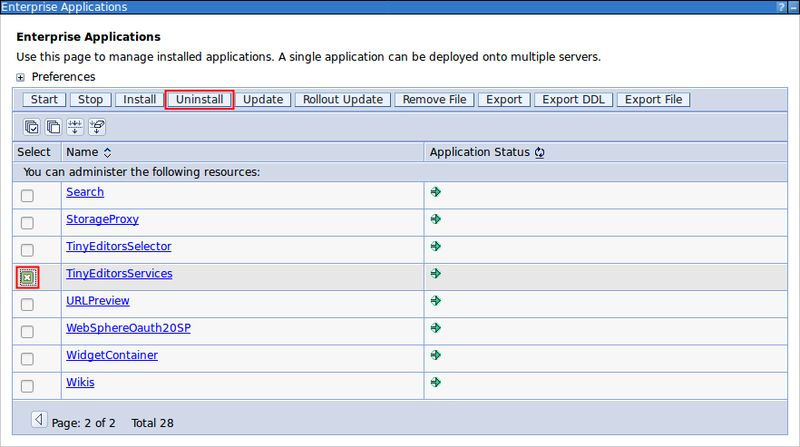 Enterprise Applications ? –
Enterprise Applications
Use this page to manage installed applications. A single application can be deployed onto multiple servers.
+ Preferences
Start Stop Install Uninstall Update Rollout Update Remove File Export Export DDL Export File
Select Name Application Status
You can administer the following resources:
Search
StorageProxy
TinyEditorsSelector
TinyEditorsServices
URLPreview
WebSphereOauth20SP
WidgetContainer
Wikis
Page: 2 of 2 Total 28